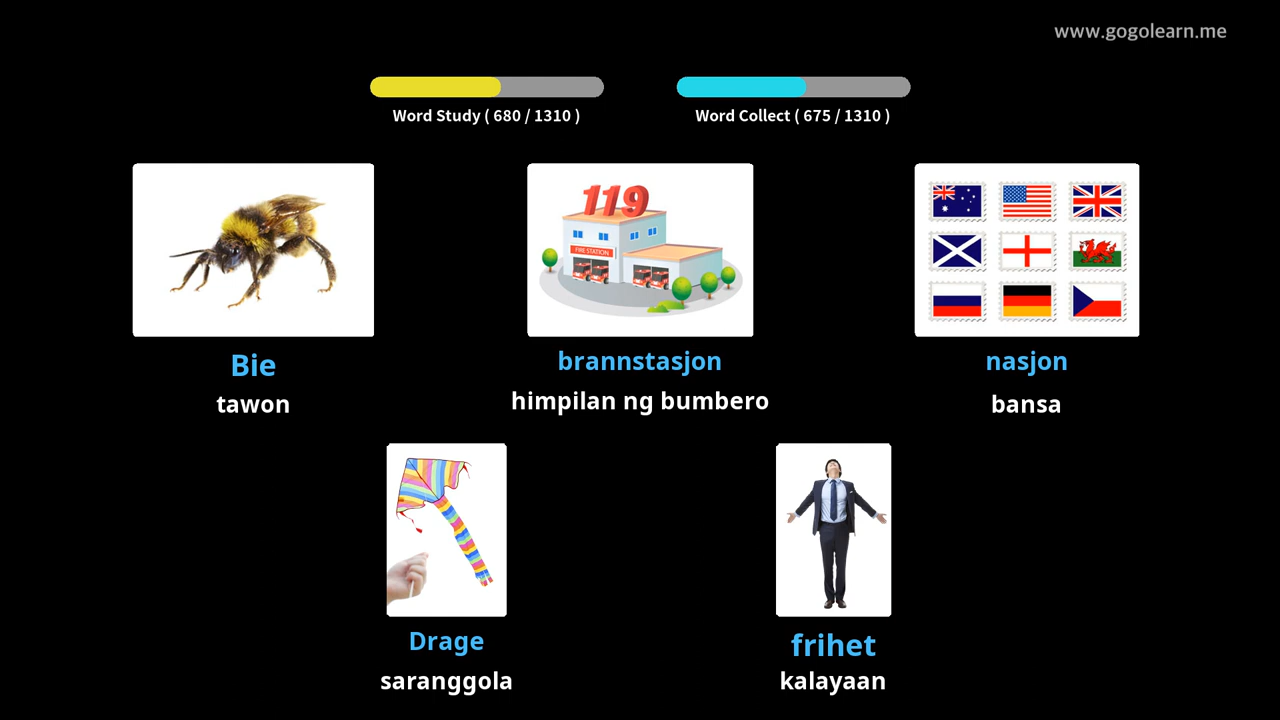 www.gogolearn.me
Word Study ( 680 / 1310 )
Word Collect ( 675 / 1310 )
119
FIRE STATION
Bie
brannstasjon
nasjon
tawon
himpilan ng bumbero
bansa
Drage
frihet
saranggola
kalayaan